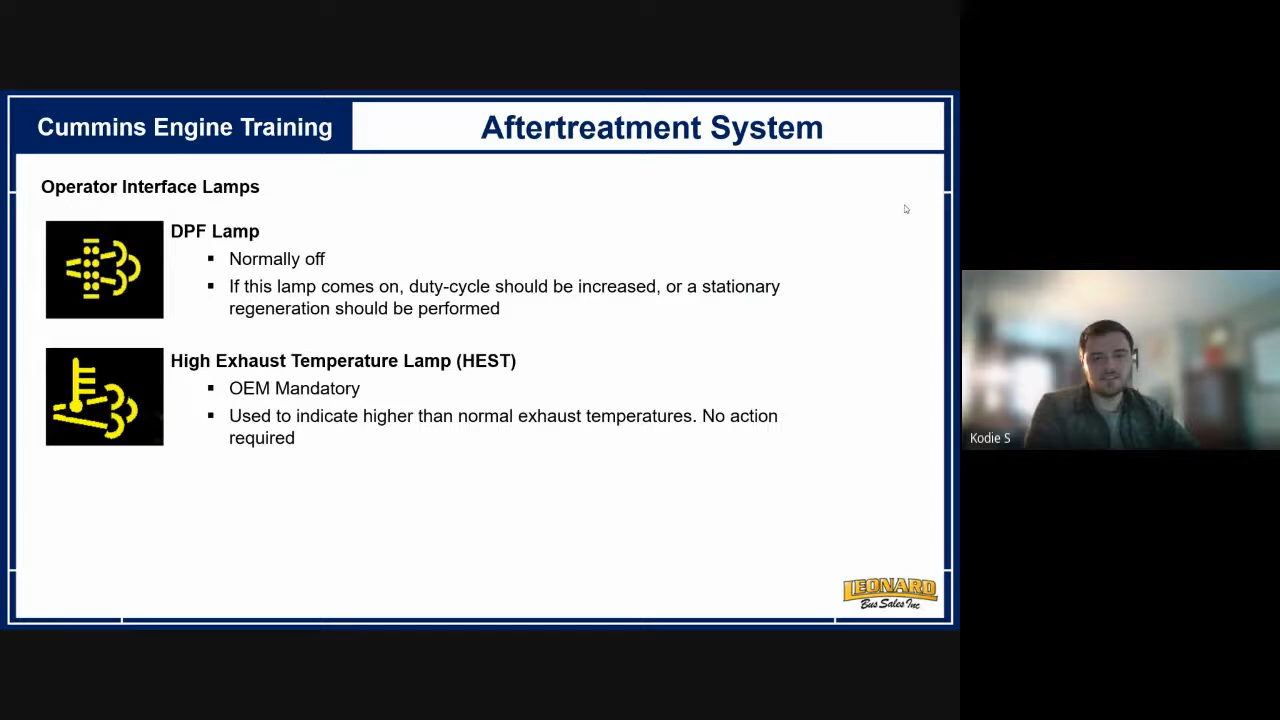 Cummins Engine Training
Aftertreatment System
Operator Interface Lamps
DPF Lamp
▪ Normally off
▪ If this lamp comes on, duty-cycle should be increased, or a stationary
regeneration should be performed
High Exhaust Temperature Lamp (HEST)
▪ OEM Mandatory
▪ Used to indicate higher than normal exhaust temperatures. No action
required
LEONARD
Bus Sales Inc
Kodie S